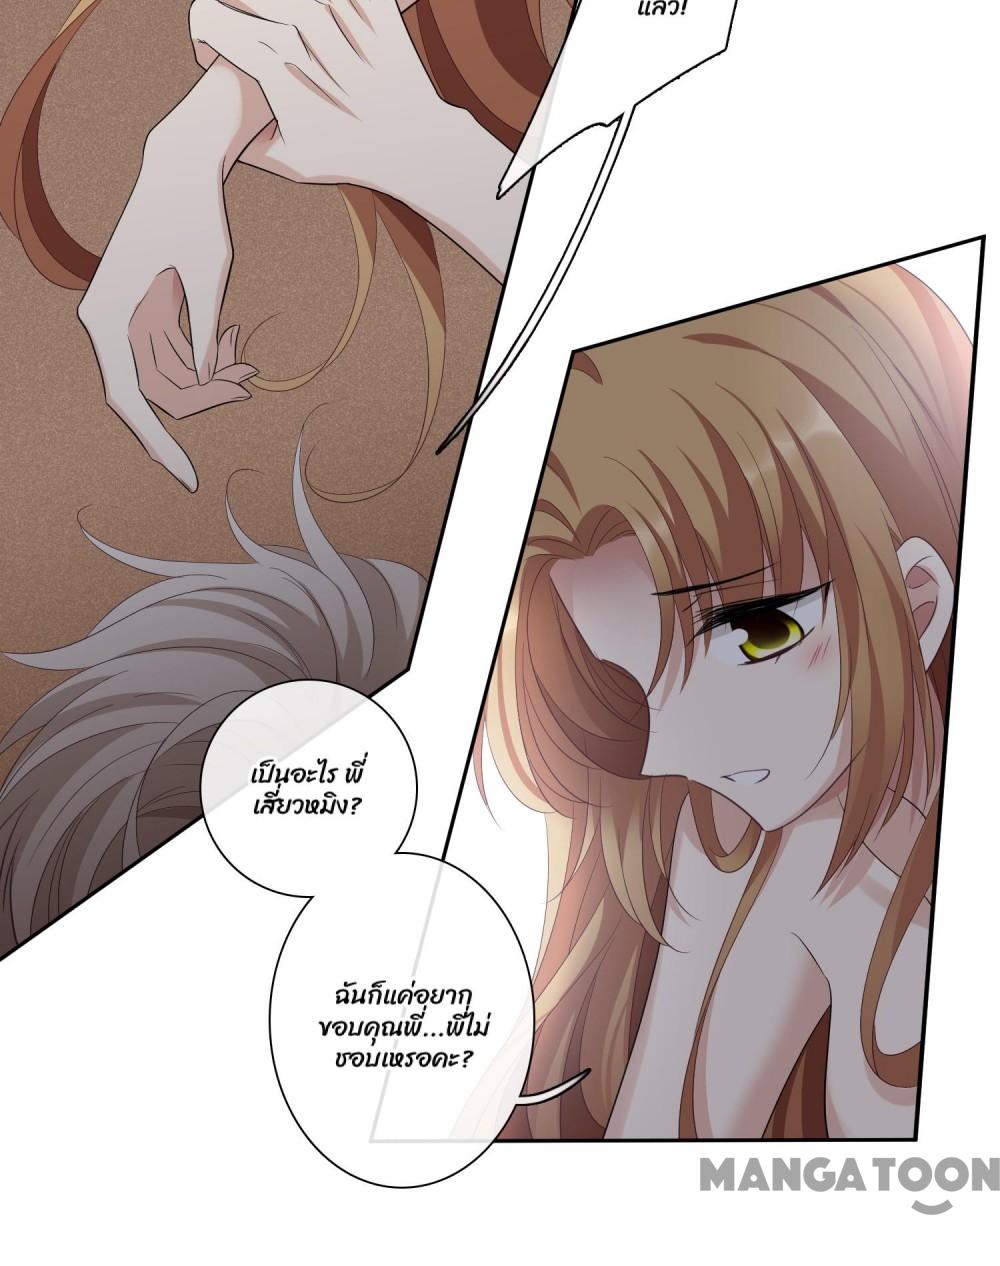 แล้ว!
เป็นอะไร พี่
เสี่ยวหมิง?
ฉันก็แค่อยาก
ขอบคุณพี่...พี่ไม่
ชอบเหรอคะ?
MANGATOON